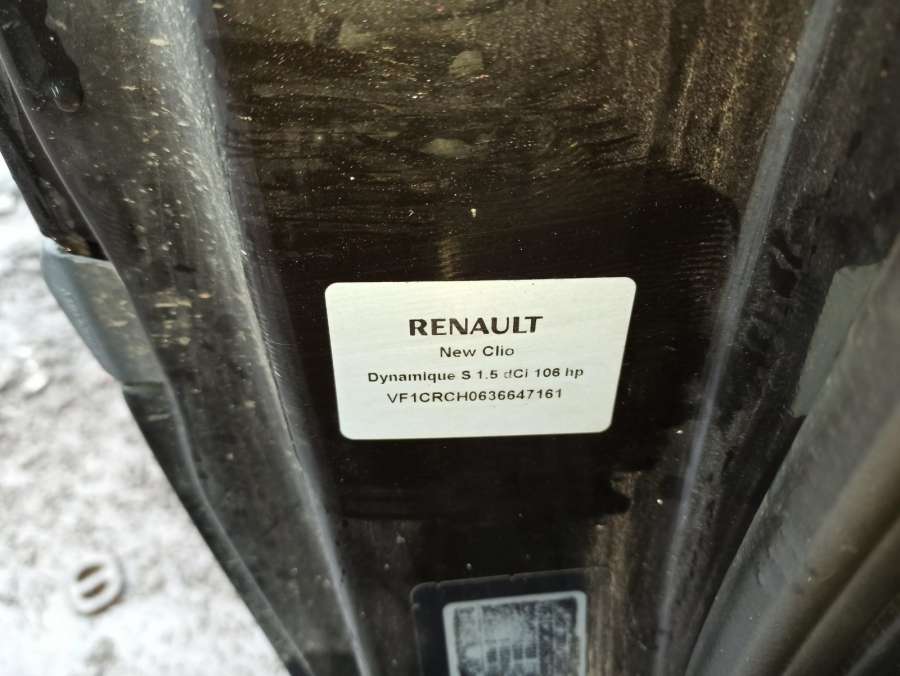 RENAULT
New Clio
Dynamique S 1.5 dCi 106 hp
VF1CRCH0636647161